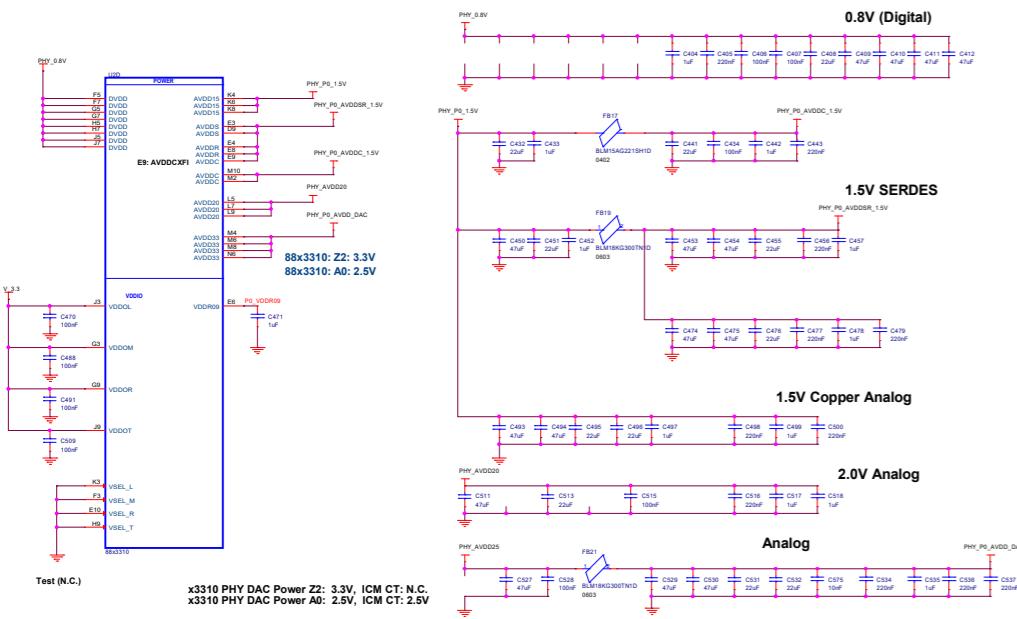 PHY_0.8V
0.8V (Digital)
C404 1uF
C405 220nF
C406 100nF
C407 100nF
C408 22uF
C409 47uF
C410 47uF
C411 47uF
C412 47uF
PHY_0.8V
U2D
POWER
F5 DVDD
F7 DVDD
G5 DVDD
G7 DVDD
H5 DVDD
H7 DVDD
J5 DVDD
J7 DVDD
AVDD15 K4
AVDD15 K6
AVDD15 K8
AVDDS E3
AVDDS D9
AVDDR E4
AVDDR E8
AVDDC E9
E9: AVDDCXFI
AVDDC M10
AVDDC M2
AVDD20 L5
AVDD20 L7
AVDD20 L9
AVDD33 M4
AVDD33 M6
AVDD33 M8
AVDD33 N6
PHY_P0_1.5V
PHY_P0_AVDDSR_1.5V
PHY_P0_AVDDC_1.5V
PHY_AVDD20
PHY_P0_AVDD_DAC
88x3310: Z2: 3.3V
88x3310: A0: 2.5V
VDDIO
V_3.3
J3 VDDOL
VDDR09 E6
P0_VDDR09
C470 100nF
C471 1uF
G3 VDDOM
C488 100nF
G9 VDDOR
C491 100nF
J9 VDDOT
C509 100nF
K3 VSEL_L
F3 VSEL_M
E10 VSEL_R
H9 VSEL_T
88x3310
Test (N.C.)
x3310 PHY DAC Power Z2: 3.3V, ICM CT: N.C.
x3310 PHY DAC Power A0: 2.5V, ICM CT: 2.5V
PHY_P0_1.5V
FB17
PHY_P0_AVDDC_1.5V
C432 22uF
C433 1uF
BLM15AG221SH1D
0402
C441 22uF
C434 100nF
C442 1uF
C443 220nF
1.5V SERDES
FB19
PHY_P0_AVDDSR_1.5V
1
2
C450 47uF
C451 22uF
C452 1uF
BLM18KG300TN1D
0603
C453 47uF
C454 47uF
C455 22uF
C456 220nF
C457 1uF
C474 47uF
C475 47uF
C476 22uF
C477 220nF
C478 1uF
C479 220nF
1.5V Copper Analog
C493 47uF
C494 47uF
C495 22uF
C496 22uF
C497 1uF
C498 220nF
C499 1uF
C500 220nF
2.0V Analog
PHY_AVDD20
C511 47uF
C513 22uF
C515 100nF
C516 220nF
C517 1uF
C518 1uF
Analog
PHY_AVDD25
FB21
PHY_P0_AVDD_DA
1
2
C527 47uF
C528 100nF
BLM18KG300TN1D
0603
C529 47uF
C530 47uF
C531 22uF
C532 22uF
C575 10nF
C534 220nF
C535 1uF
C536 220nF
C537 220nF